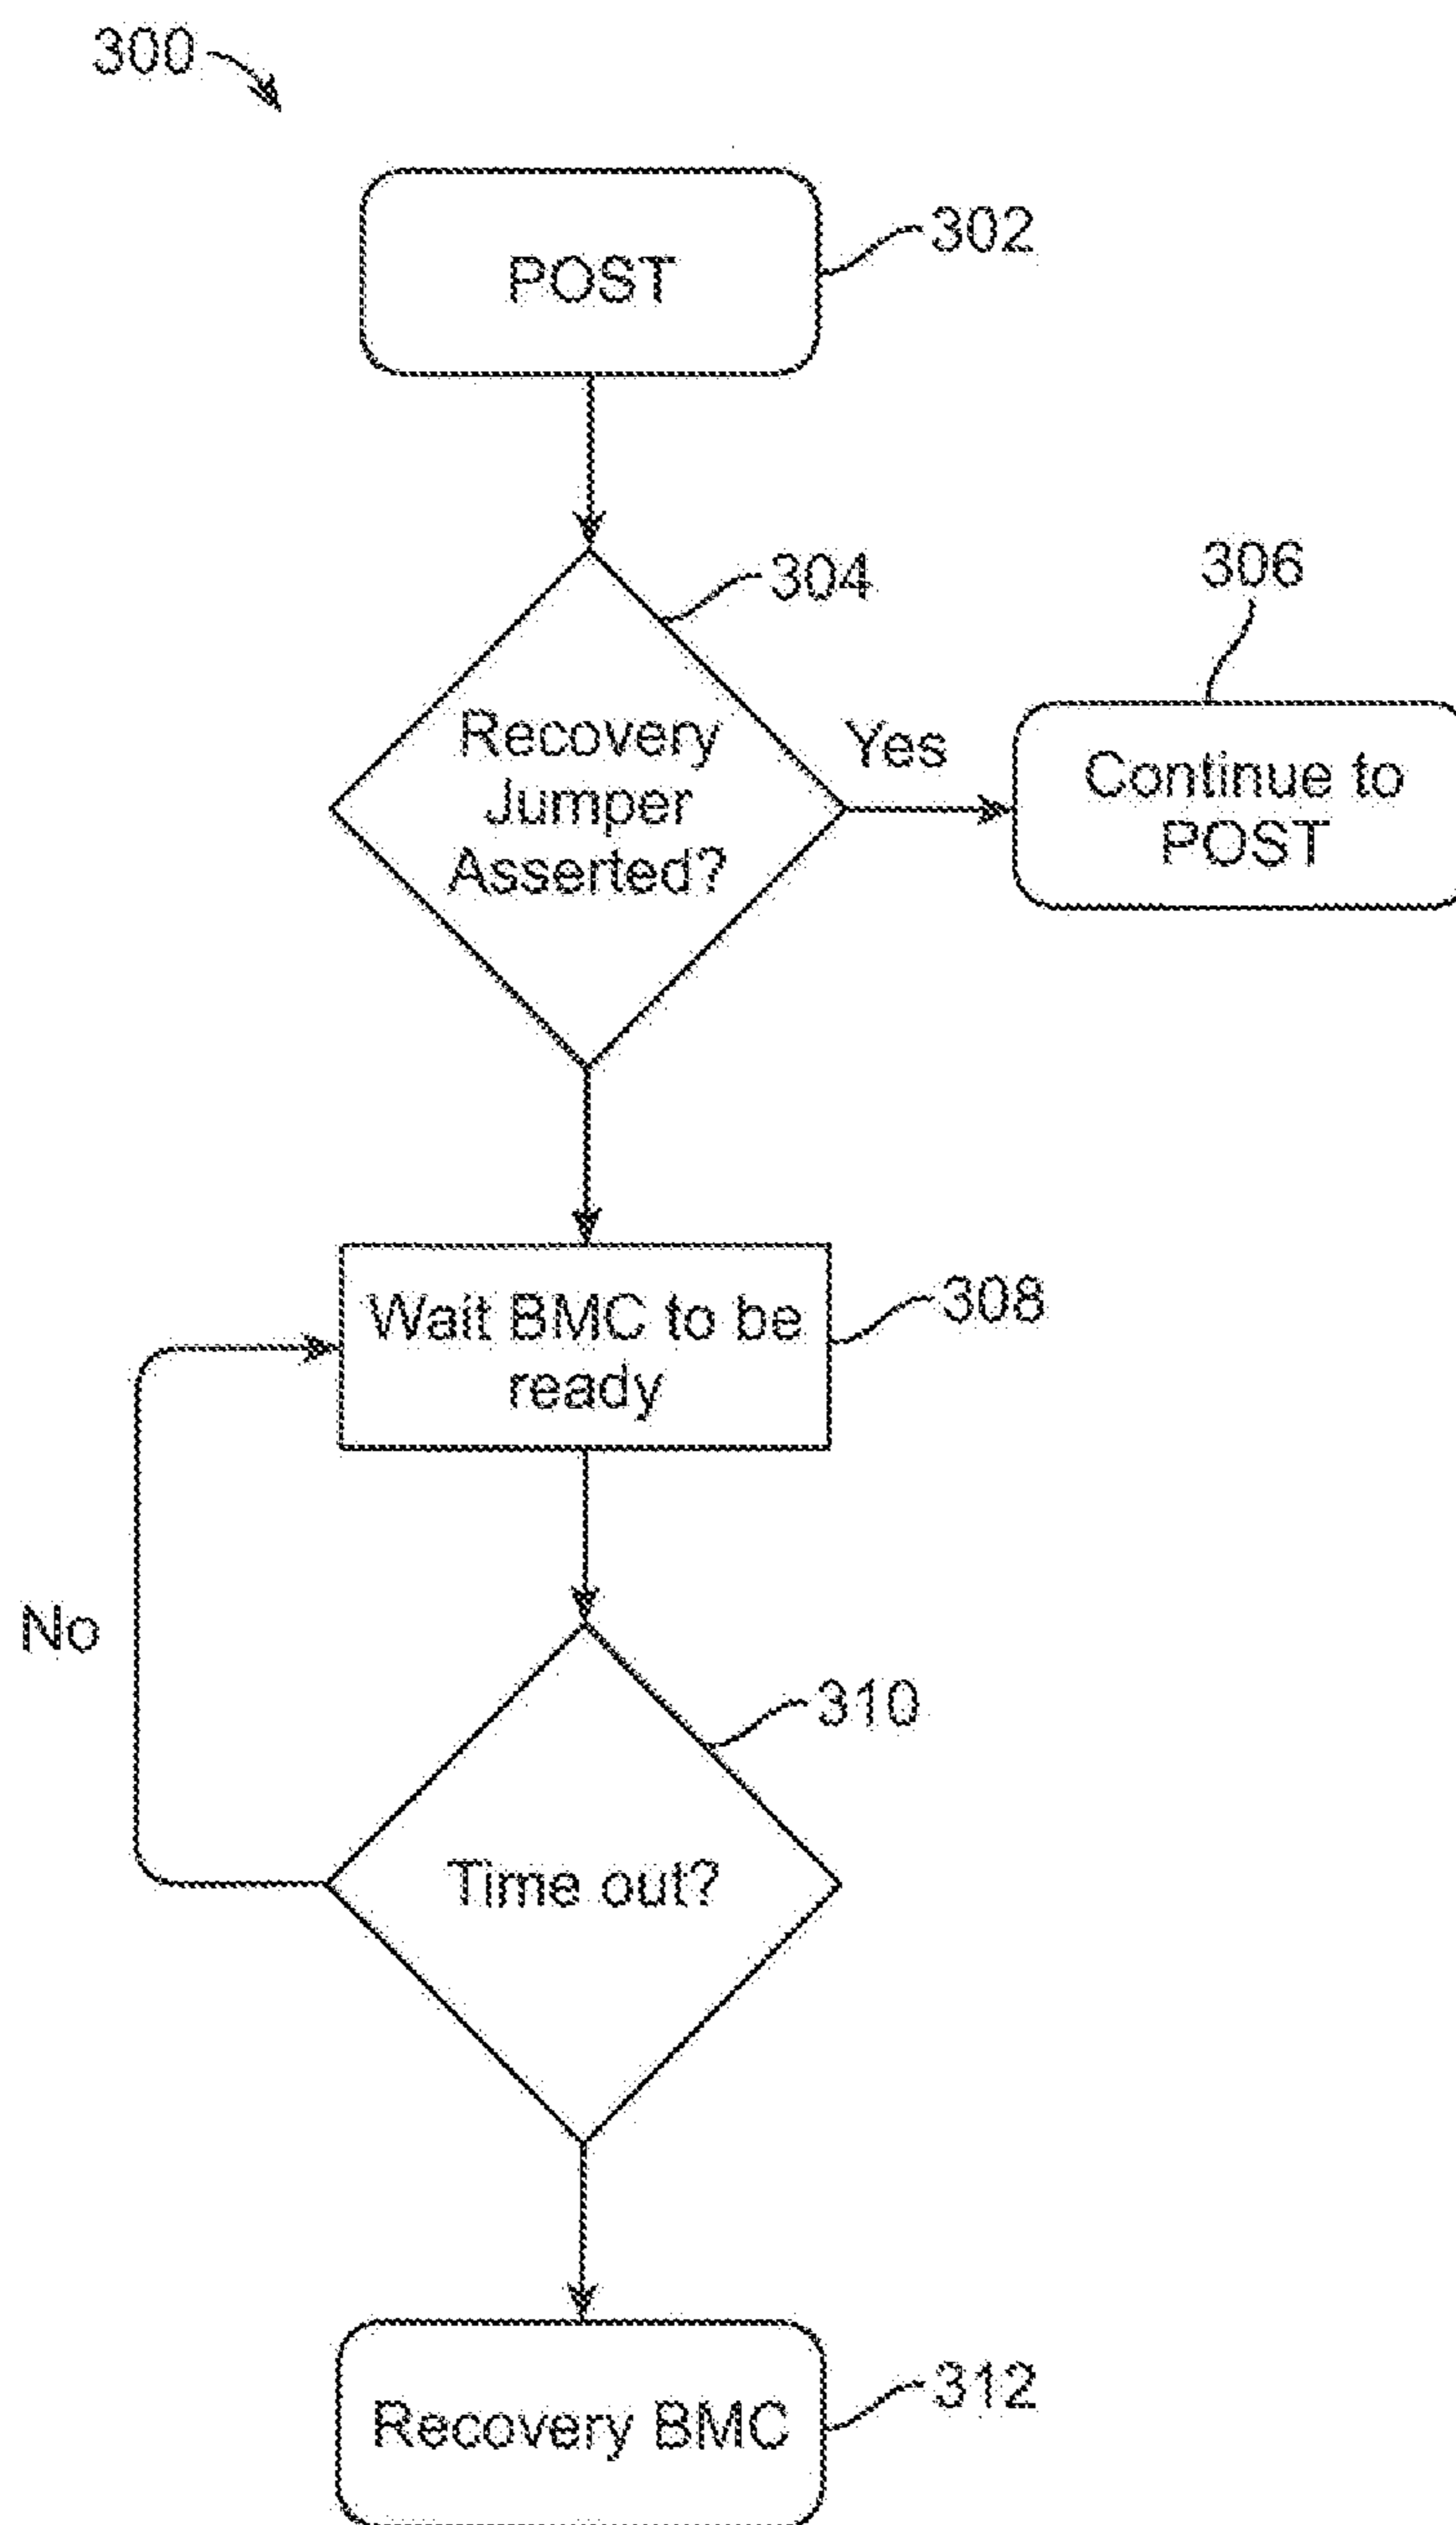 300
POST
302
304
Recovery
Jumper
Asserted?
Yes
306
Continue to
POST
Wait BMC to be
ready
308
No
310
Time out?
Recovery BMC
312